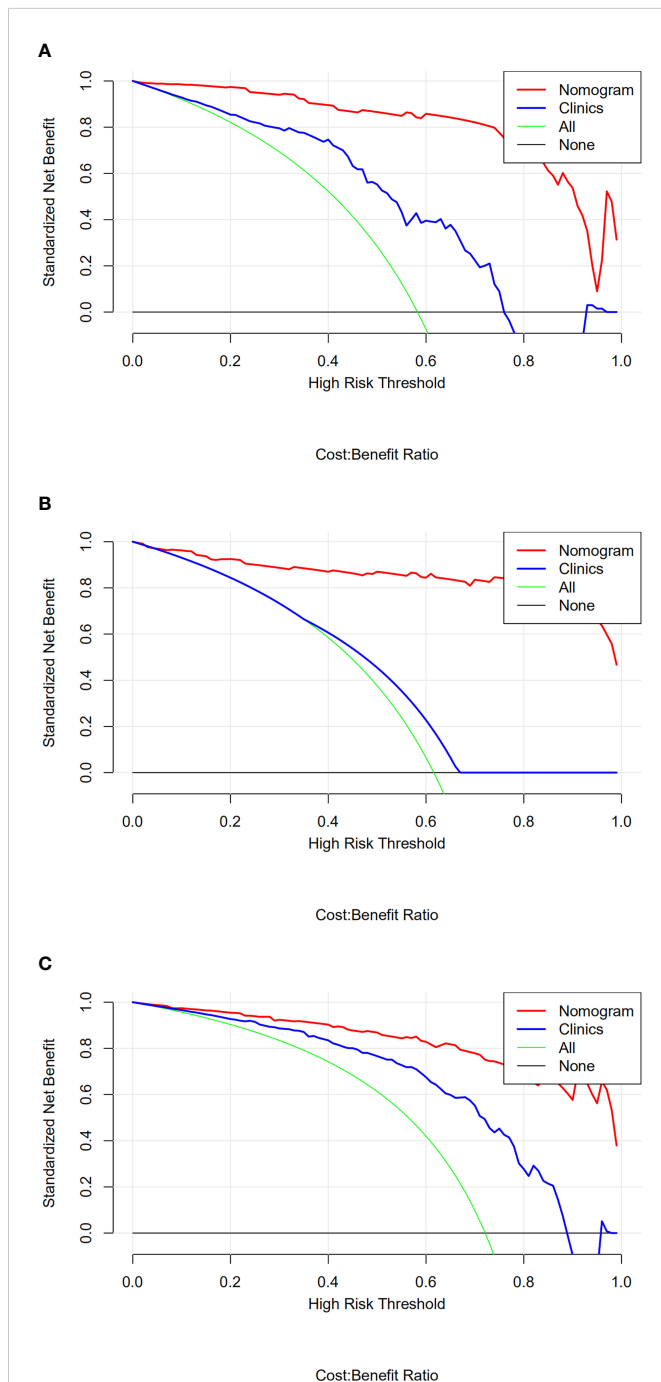 A
1.0
0.8
0.6
0.4
0.2
0.0
Standardized Net Benefit
Nomogram
Clinics
All
None
0.0 0.2 0.4 0.6 0.8 1.0
High Risk Threshold
Cost:Benefit Ratio
B
1.0
0.8
0.6
0.4
0.2
0.0
Standardized Net Benefit
Nomogram
Clinics
All
None
0.0 0.2 0.4 0.6 0.8 1.0
High Risk Threshold
Cost:Benefit Ratio
C
1.0
0.8
0.6
0.4
0.2
0.0
Standardized Net Benefit
Nomogram
Clinics
All
None
0.0 0.2 0.4 0.6 0.8 1.0
High Risk Threshold
Cost:Benefit Ratio